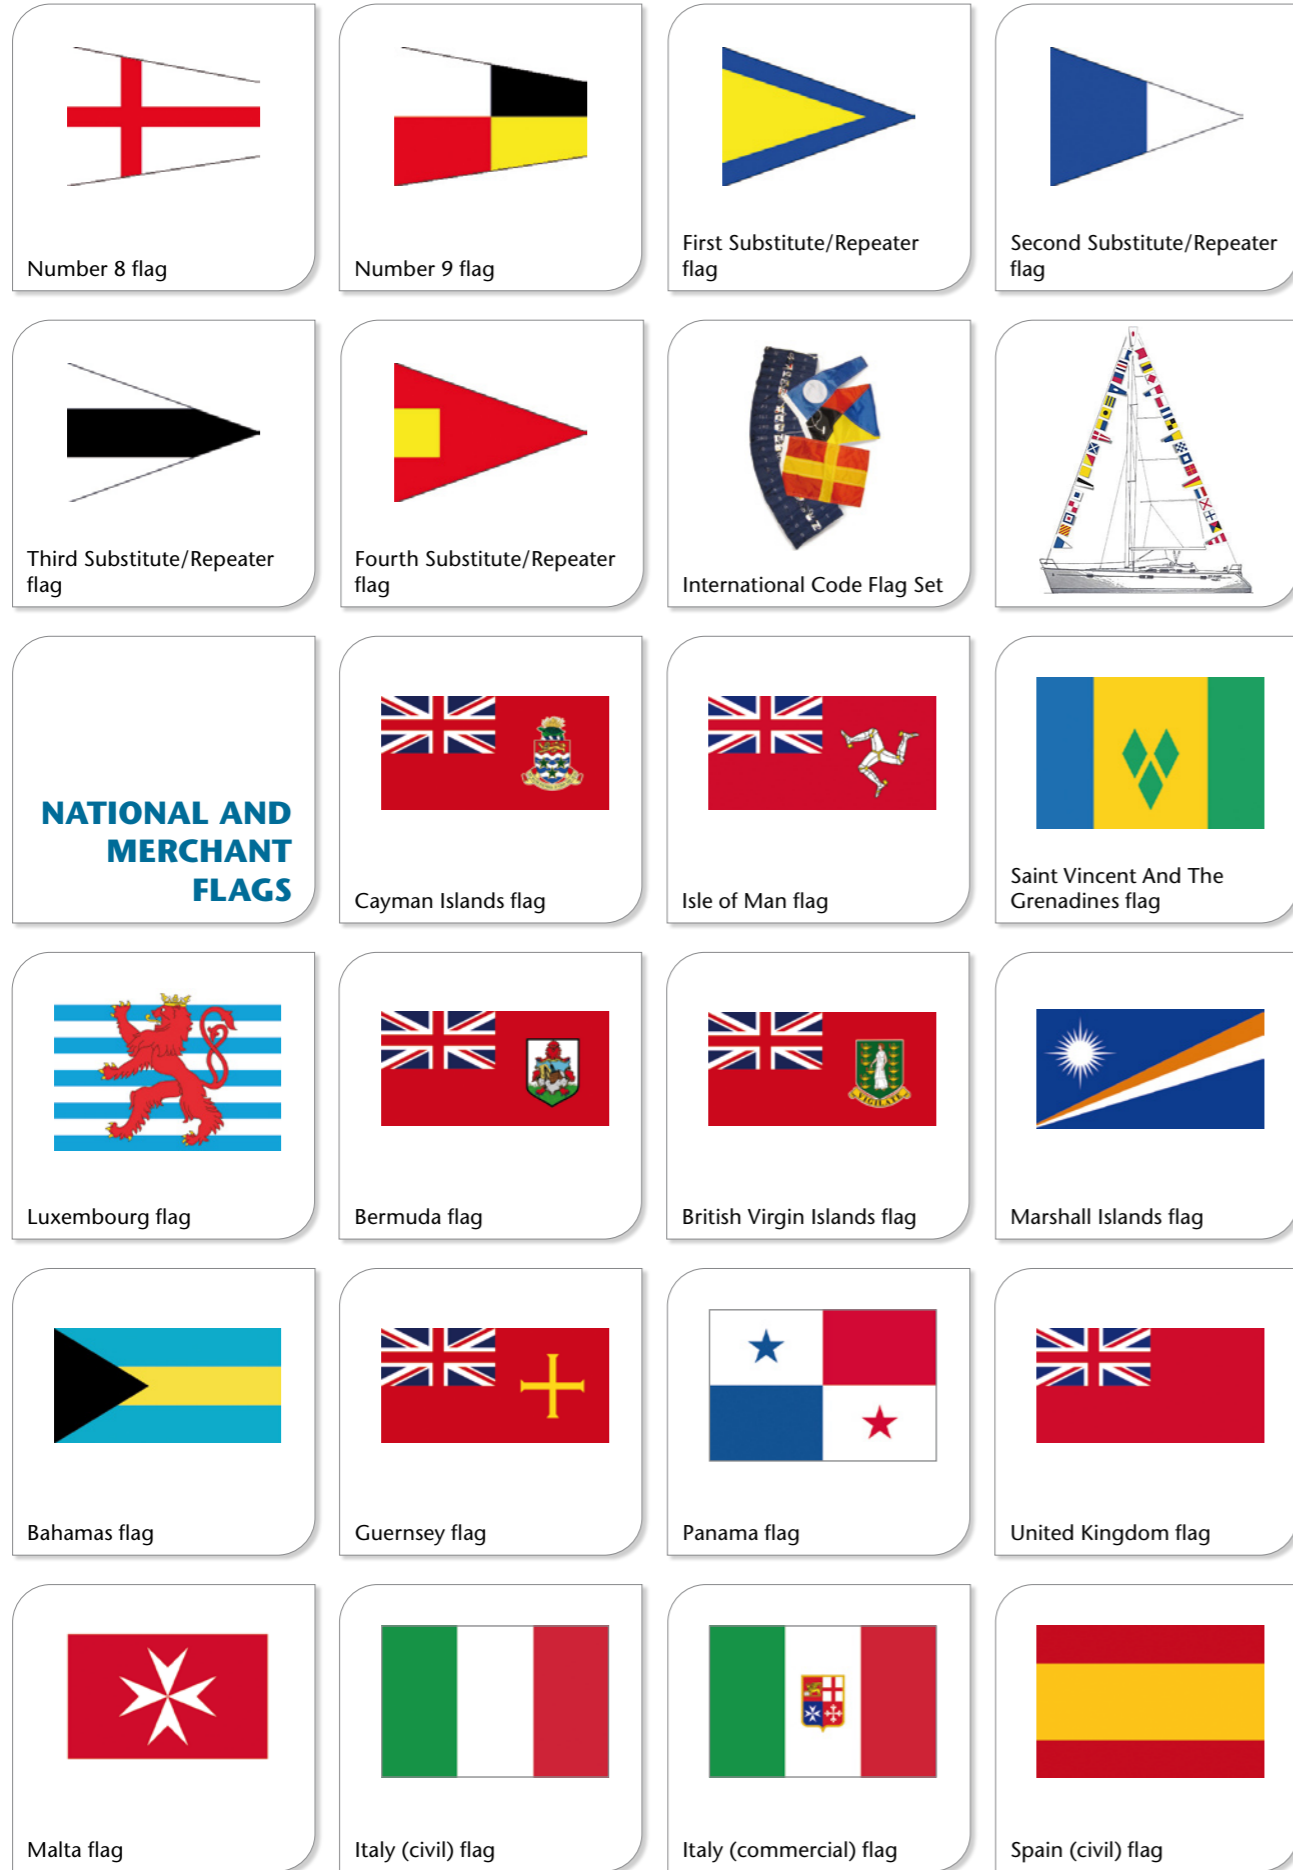 Number 8 flag
Number 9 flag
First Substitute/Repeater
flag
Second Substitute/Repeater
flag
Third Substitute/Repeater
flag
Fourth Substitute/Repeater
flag
International Code Flag Set
NATIONAL AND
MERCHANT
FLAGS
Cayman Islands flag
Isle of Man flag
Saint Vincent And The
Grenadines flag
Luxembourg flag
Bermuda flag
VIGILATE
British Virgin Islands flag
Marshall Islands flag
Bahamas flag
Guernsey flag
Panama flag
United Kingdom flag
Malta flag
Italy (civil) flag
Italy (commercial) flag
Spain (civil) flag